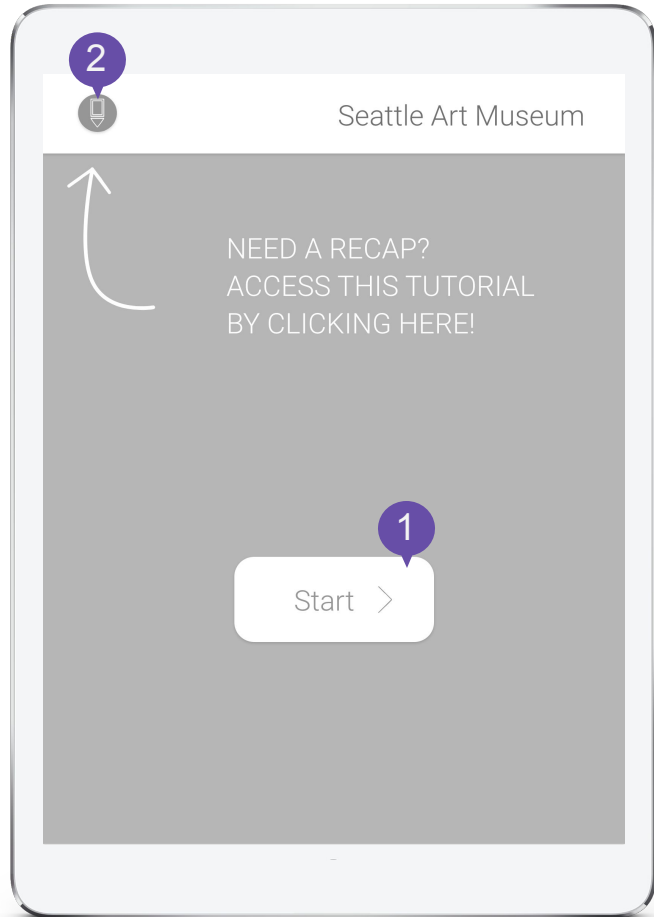 2
Seattle Art Museum
NEED A RECAP?
ACCESS THIS TUTORIAL
BY CLICKING HERE!
1
Start